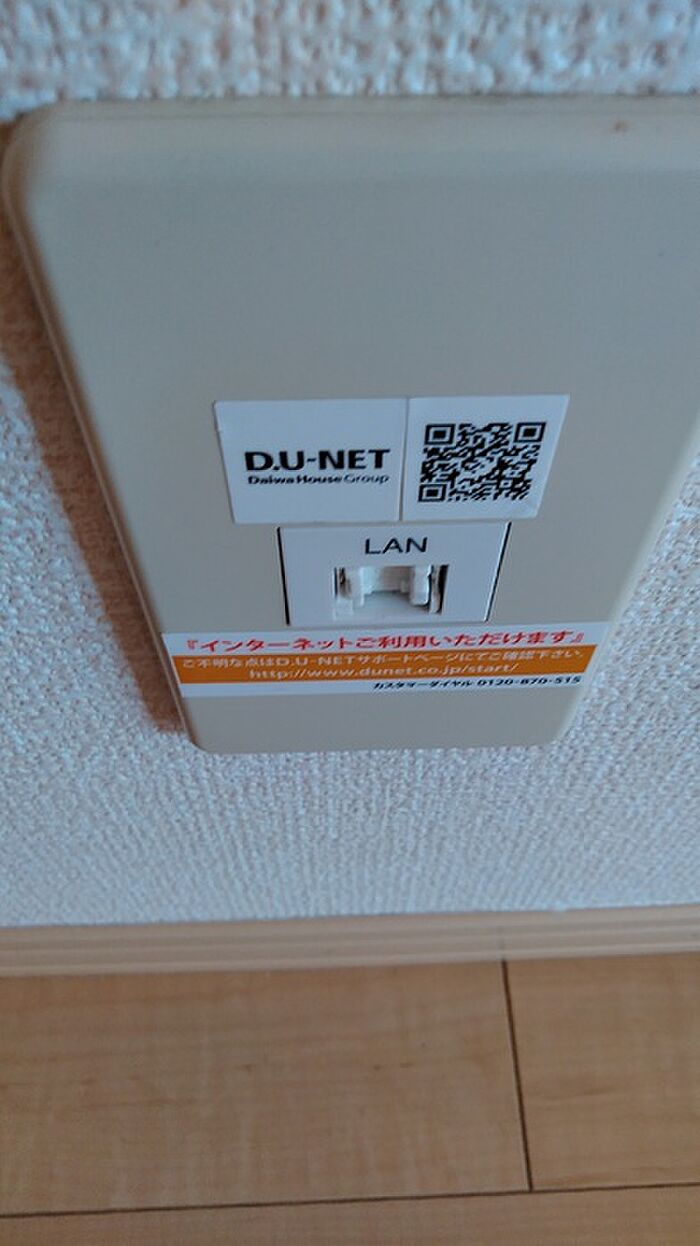 D.U-NET
Daiwa House Group
LAN
『インターネットご利用いただけます』
ご不明な点はD.U-NETサポートページにてご確認下さい。
http://www.dunet.co.jp/start/
カスタマーダイヤル 0120-870-515